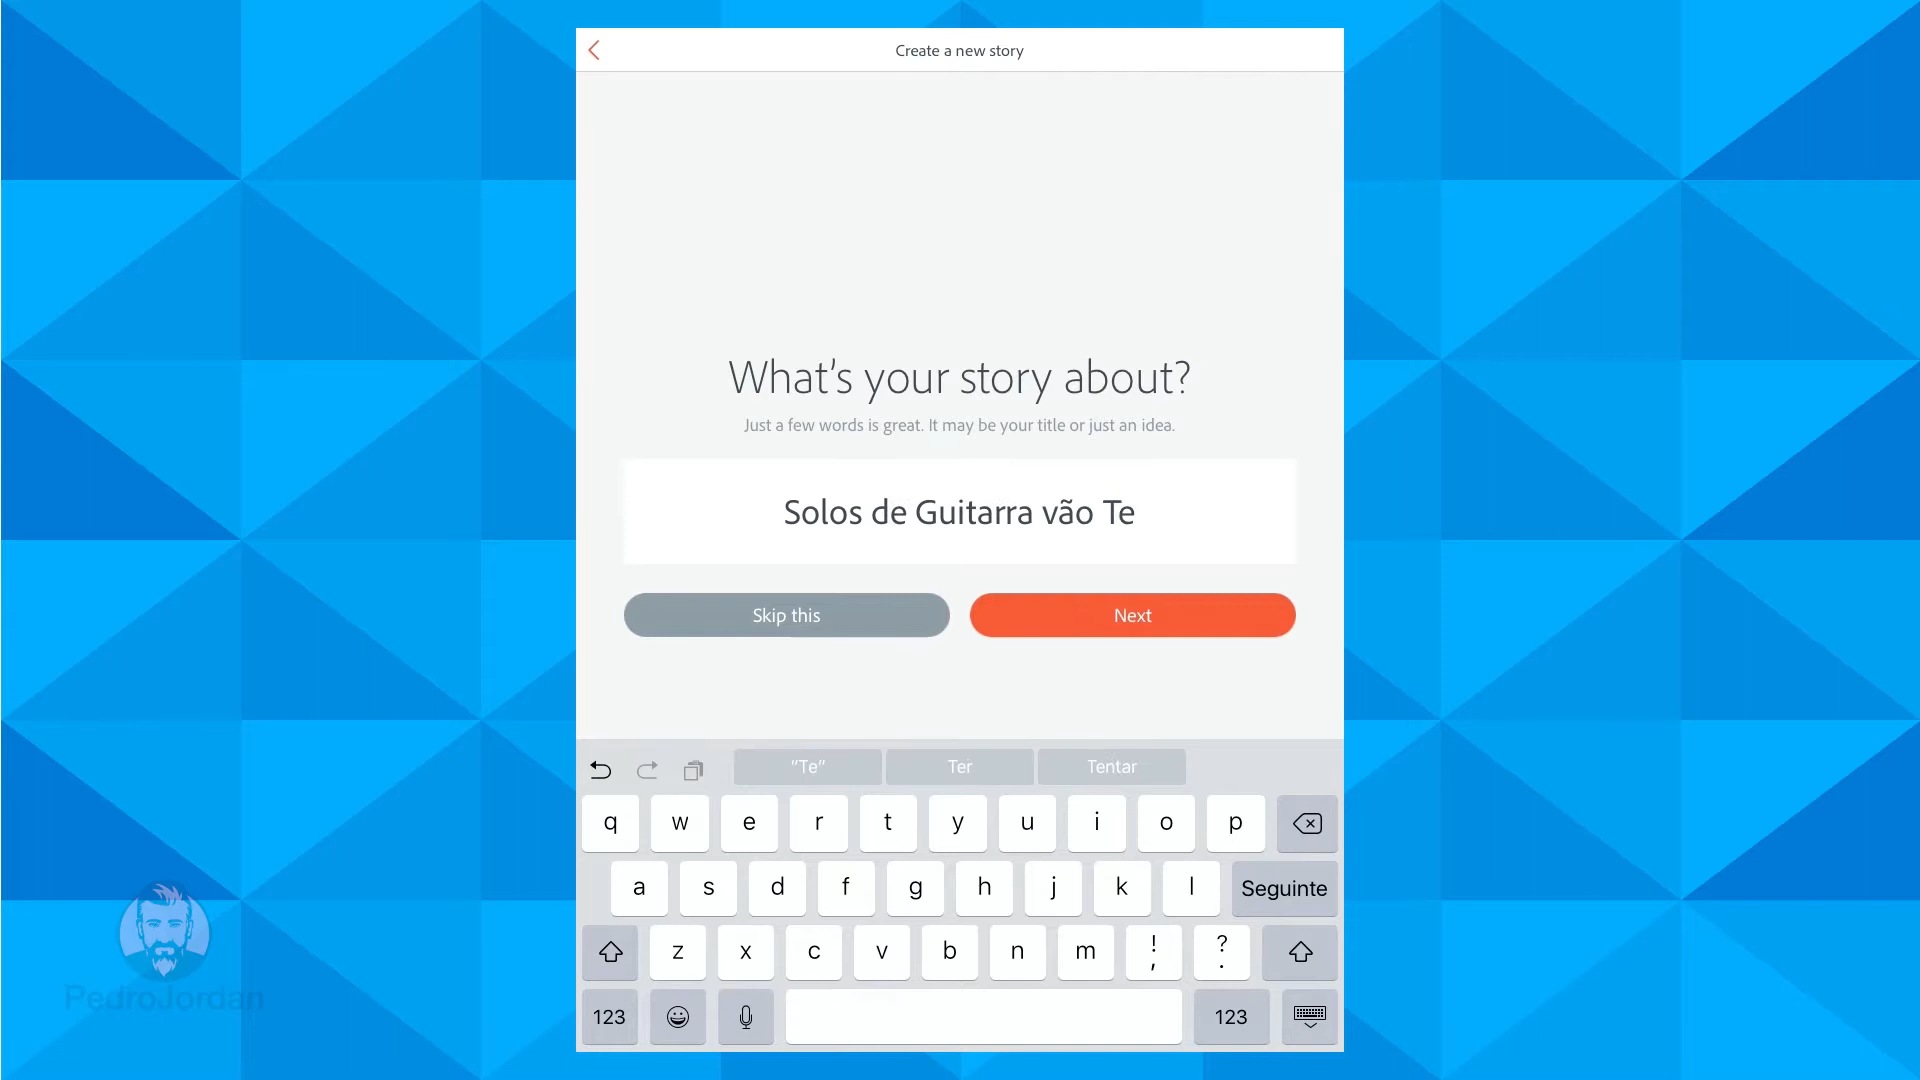 Create a new story
What's your story about?
Just a few words is great. It may be your title or just an idea.
Solos de Guitarra vão Te
Skip this
Next
“Te”
Ter
Tentar
q w e r t y u i o p
a s d f g h j k l Seguinte
z x c v b n m ! , ? .
123
123
PedroJordan